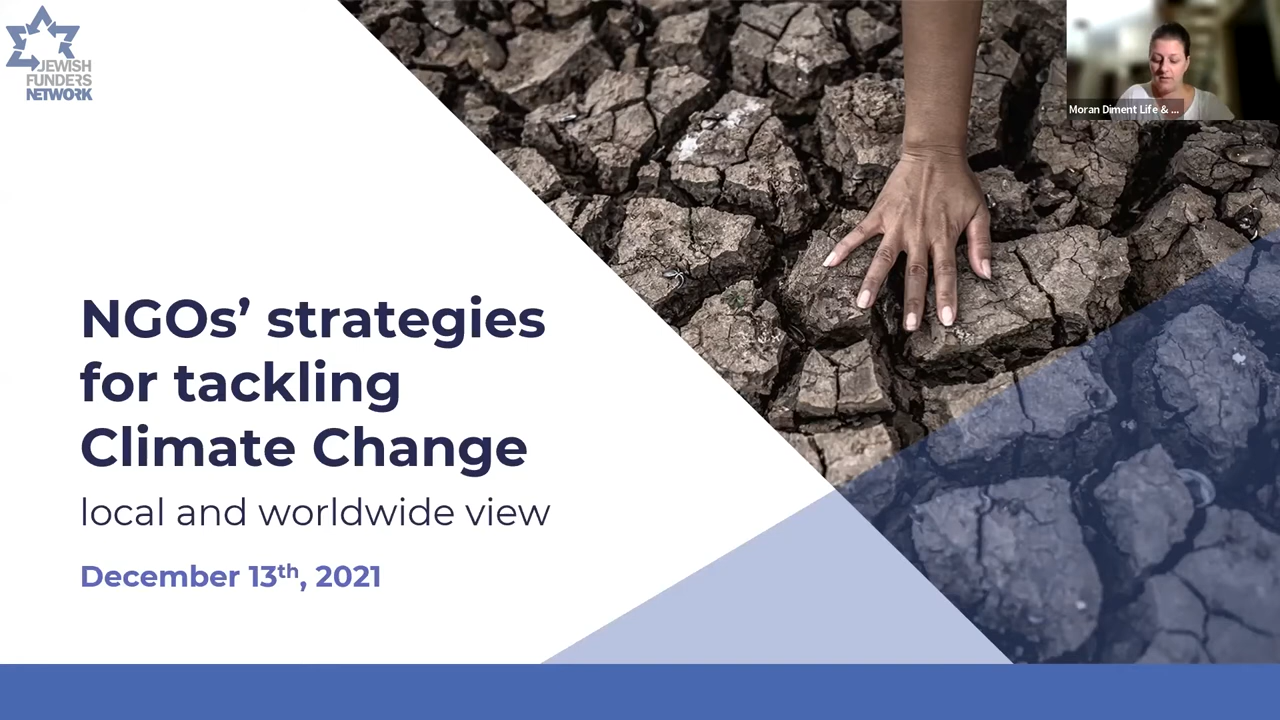 JEWISH
FUNDERS
NETWORK
Moran Diment Life & ...
NGOs’ strategies
for tackling
Climate Change
local and worldwide view
December 13th, 2021